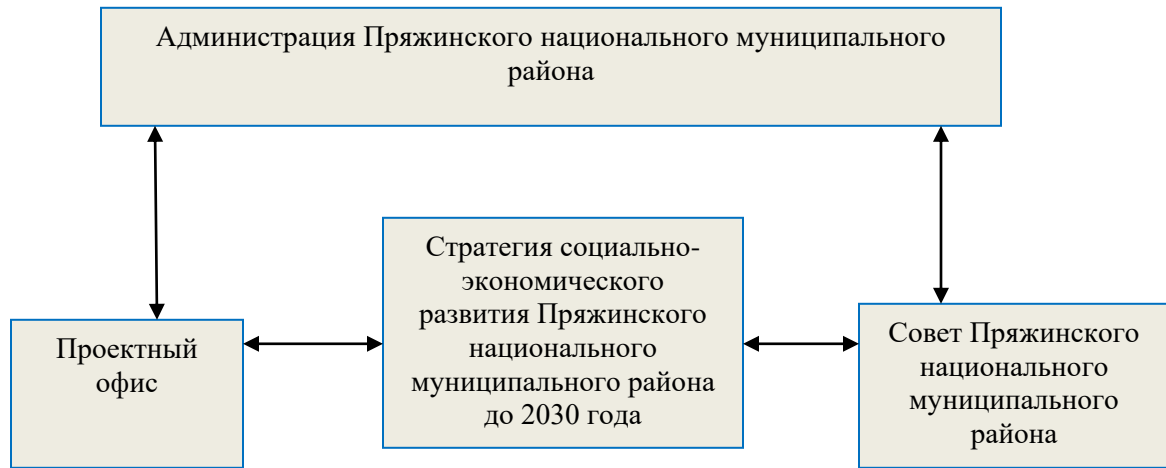 Администрация Пряжинского национального муниципального
района
Стратегия социально-
экономического
развития Пряжинского
национального
муниципального района
до 2030 года
Проектный
офис
Совет Пряжинского
национального
муниципального
района